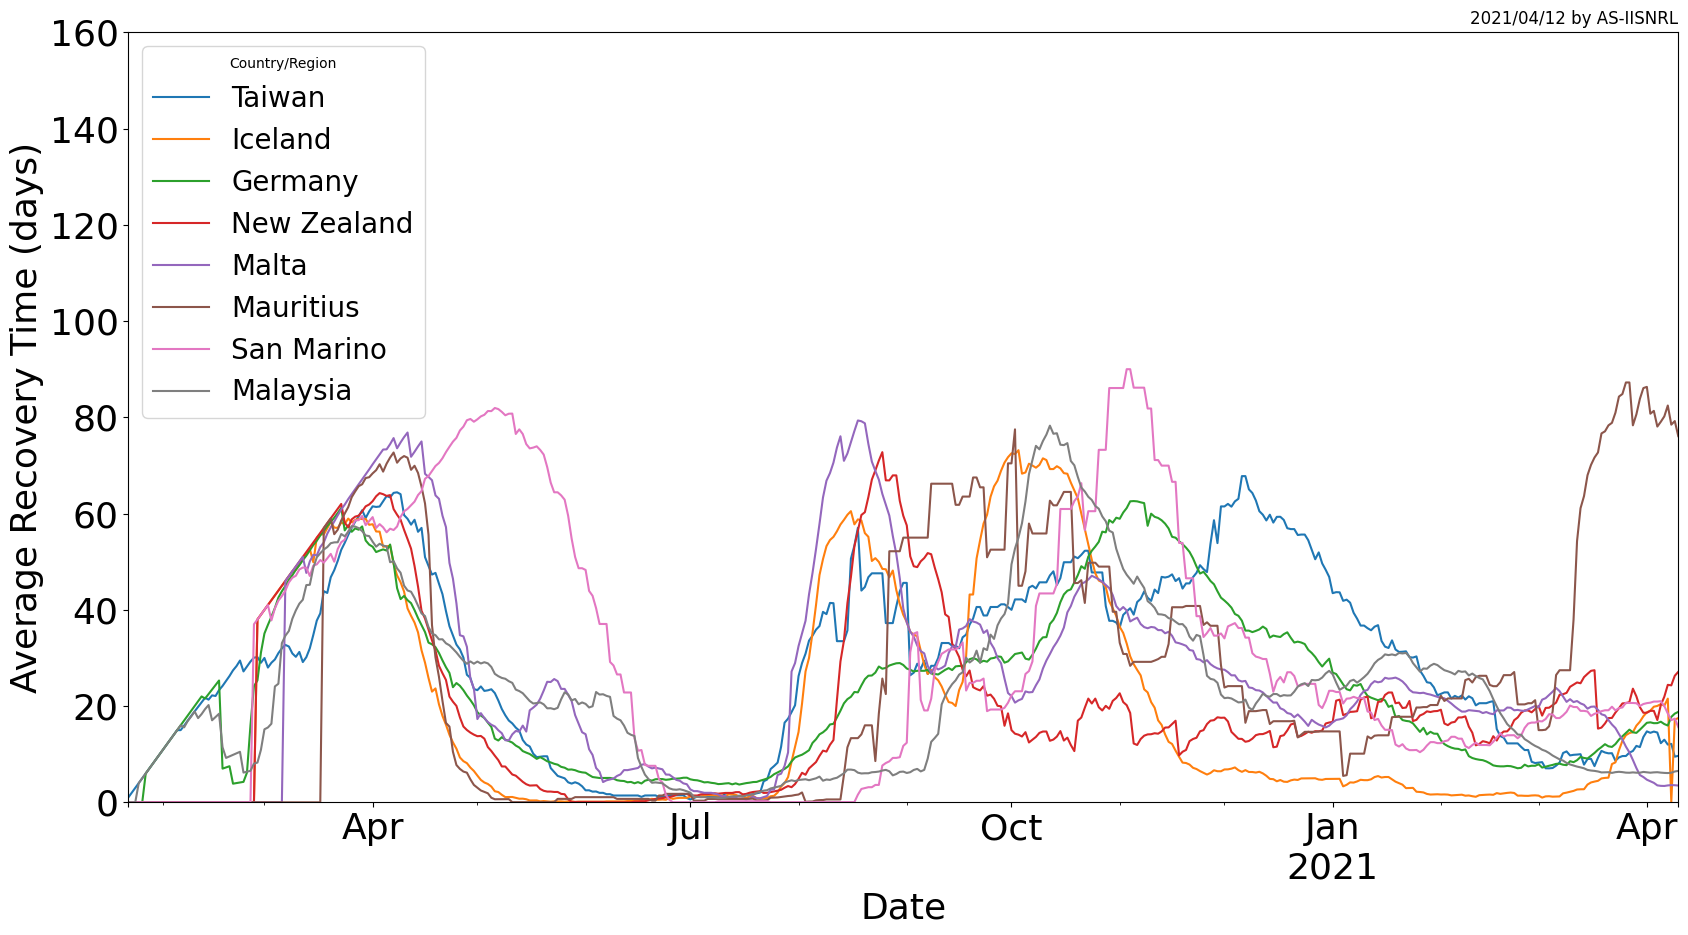 2021/04/12 by AS-IISNRL
160
140
120
100
80
60
40
20
0
Average Recovery Time (days)
Country/Region
Taiwan
Iceland
Germany
New Zealand
Malta
Mauritius
San Marino
Malaysia
Apr
Jul
Oct
Jan
2021
Apr
Date